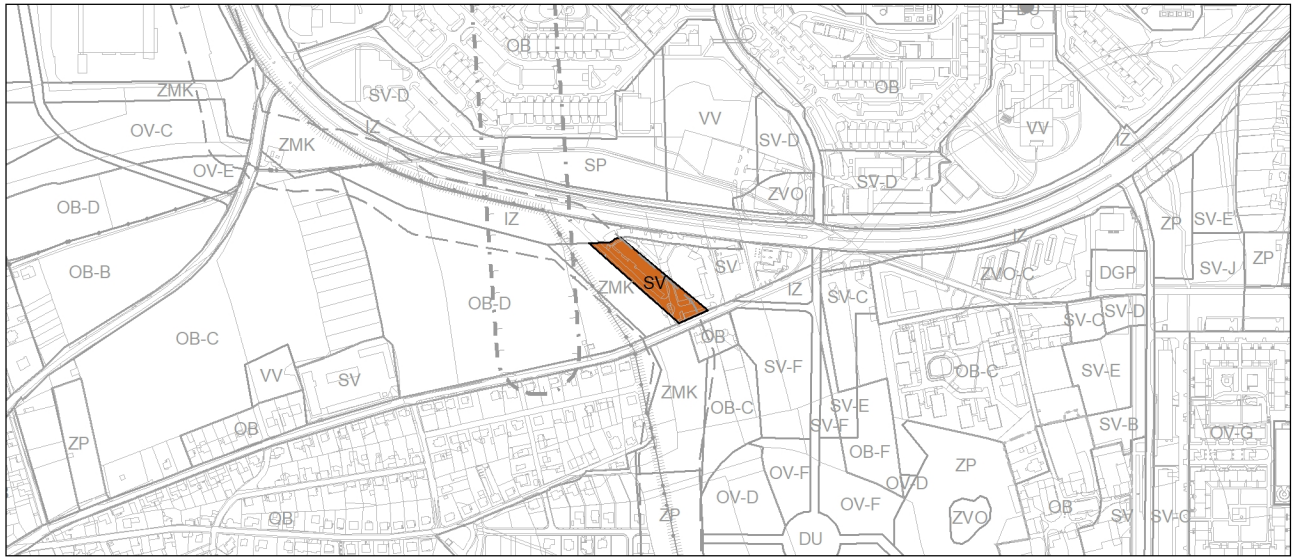 OB
ZMK
SV-D
OB
OV-C
IZ
VV
VV
IZ
ZMK
SV-D
OV-E
SP
SV-D
ZVO
OB-D
IZ
ZP
SV-E
IZ
OB-B
SV
ZVO-C
DGP
SV-J
ZP
ZMK
SV
IZ
SV-C
OB-D
SV-C
SV-D
OB-C
OB
VV
SV
SV-F
OB-C
SV-E
ZMK
OB-C
SV-E
SV-F
SV-B
OV-G
ZP
OB
OB-F
ZP
OV-F
OV-D
OV-D
OV-F
OB
ZP
ZVO
OB
SV
SV-G
DU